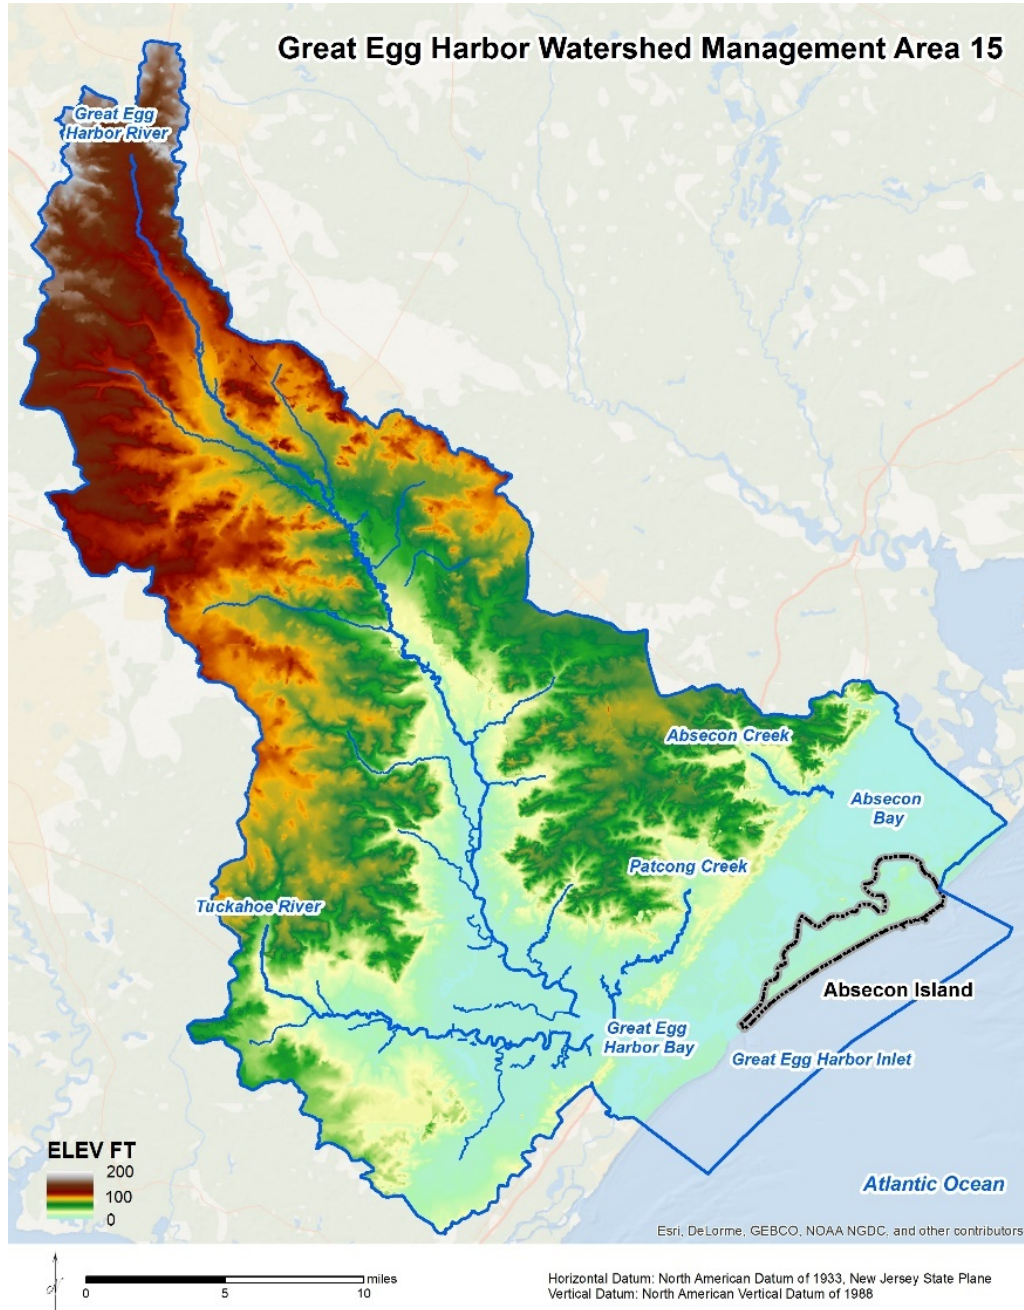 Great Egg Harbor Watershed Management Area 15
Great Egg
Harbor River
Absecon Creek
Absecon
Bay
Patcong Creek
Tuckahoe River
Absecon Island
Great Egg
Harbor Bay
Great Egg Harbor Inlet
ELEV FT
200
100
0
Atlantic Ocean
Esri, DeLorme, GEBCO, NOAA NGDC, and other contributors
N
miles
0 5 10
Horizontal Datum: North American Datum of 1933, New Jersey State Plane
Vertical Datum: North American Vertical Datum of 1988